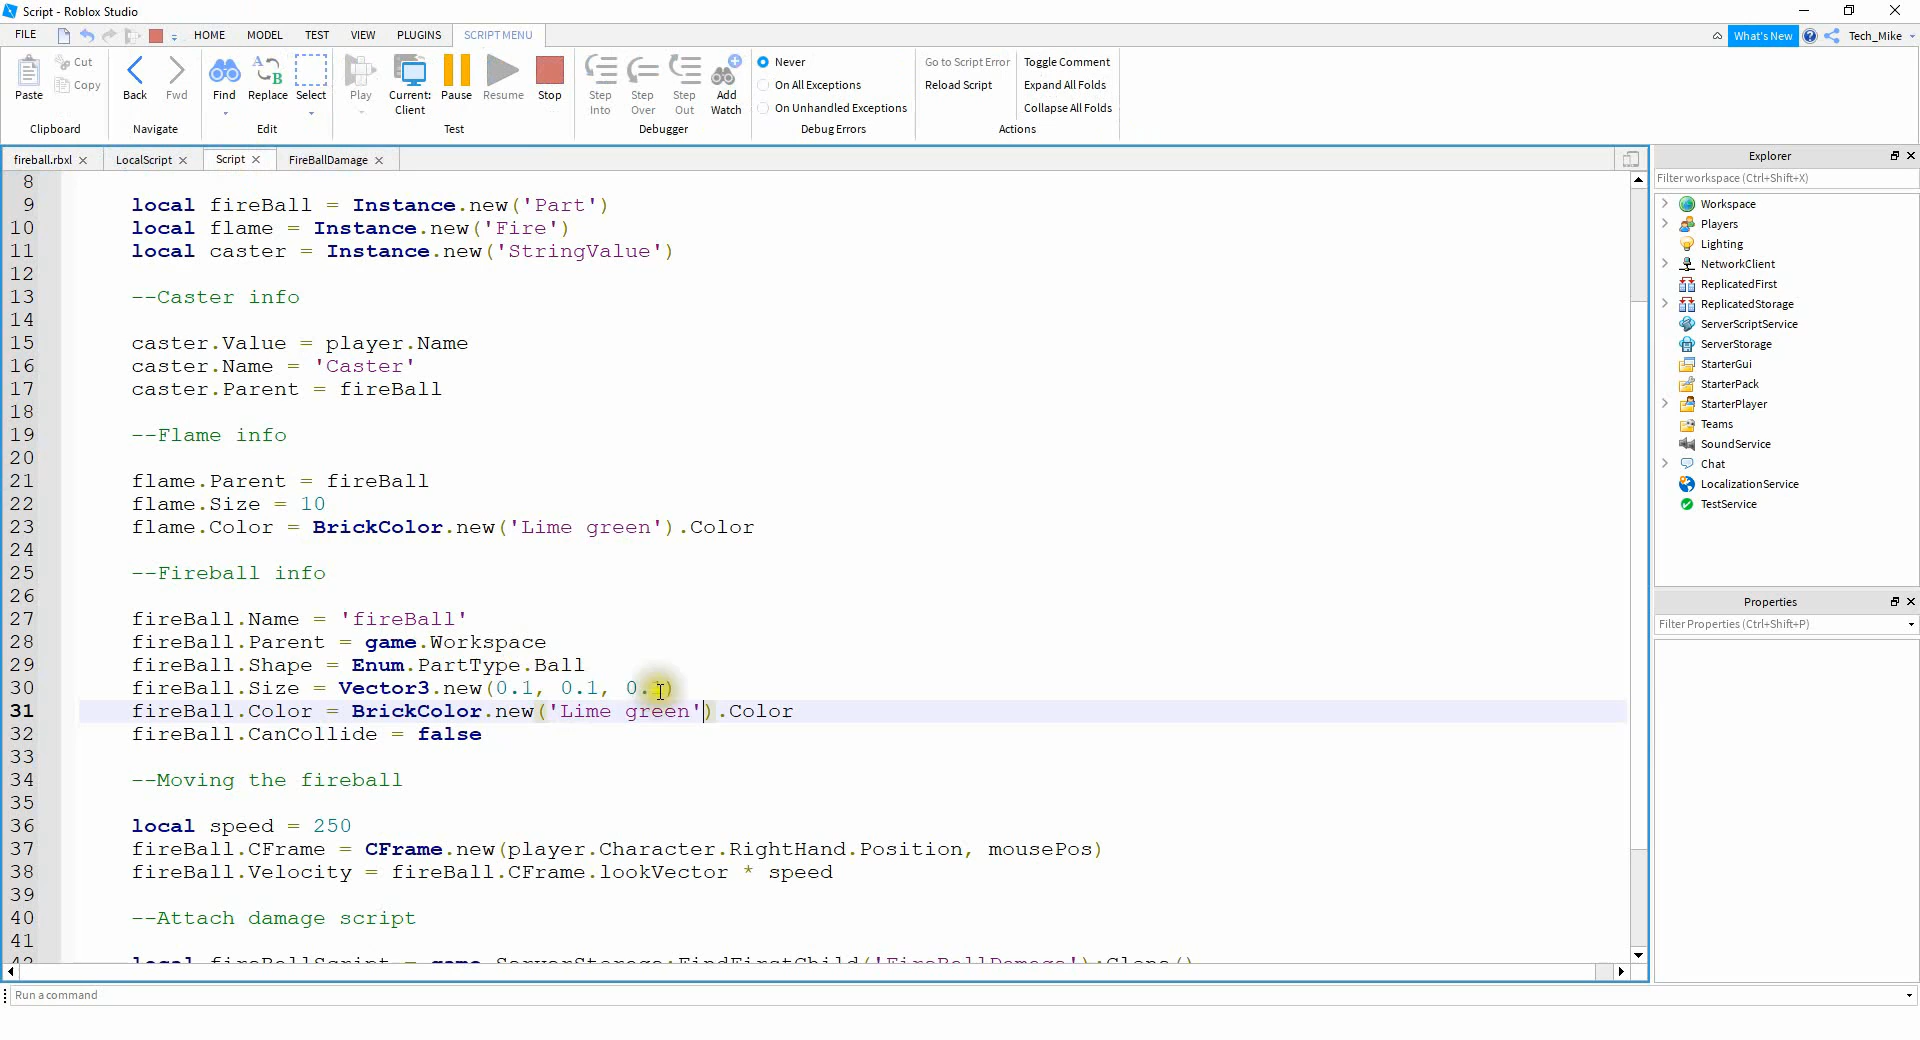 Script - Roblox Studio
FILE HOME MODEL TEST VIEW PLUGINS SCRIPT MENU What's New Tech_Mike
Paste Cut Copy Back Fwd Find Replace Select Play Current: Client Pause Resume Stop Step Into Step Over Step Out Add Watch Never On All Exceptions On Unhandled Exceptions Go to Script Error Reload Script Toggle Comment Expand All Folds Collapse All Folds
Clipboard Navigate Edit Test Debugger Debug Errors Actions
fireball.rbxl LocalScript Script FireBallDamage
8
9 local fireBall = Instance.new('Part')
10 local flame = Instance.new('Fire')
11 local caster = Instance.new('StringValue')
12
13 --Caster info
14
15 caster.Value = player.Name
16 caster.Name = 'Caster'
17 caster.Parent = fireBall
18
19 --Flame info
20
21 flame.Parent = fireBall
22 flame.Size = 10
23 flame.Color = BrickColor.new('Lime green').Color
24
25 --Fireball info
26
27 fireBall.Name = 'fireBall'
28 fireBall.Parent = game.Workspace
29 fireBall.Shape = Enum.PartType.Ball
30 fireBall.Size = Vector3.new(0.1, 0.1, 0.1)
31 fireBall.Color = BrickColor.new('Lime green').Color
32 fireBall.CanCollide = false
33
34 --Moving the fireball
35
36 local speed = 250
37 fireBall.CFrame = CFrame.new(player.Character.RightHand.Position, mousePos)
38 fireBall.Velocity = fireBall.CFrame.lookVector * speed
39
40 --Attach damage script
41
42 local fireBallScript = game.ServerStorage:FindFirstChild('FireBallDamage'):Clone()
Run a command
Explorer
Filter workspace (Ctrl+Shift+X)
Workspace
Players
Lighting
NetworkClient
ReplicatedFirst
ReplicatedStorage
ServerScriptService
ServerStorage
StarterGui
StarterPack
StarterPlayer
Teams
SoundService
Chat
LocalizationService
TestService
Properties
Filter Properties (Ctrl+Shift+P)